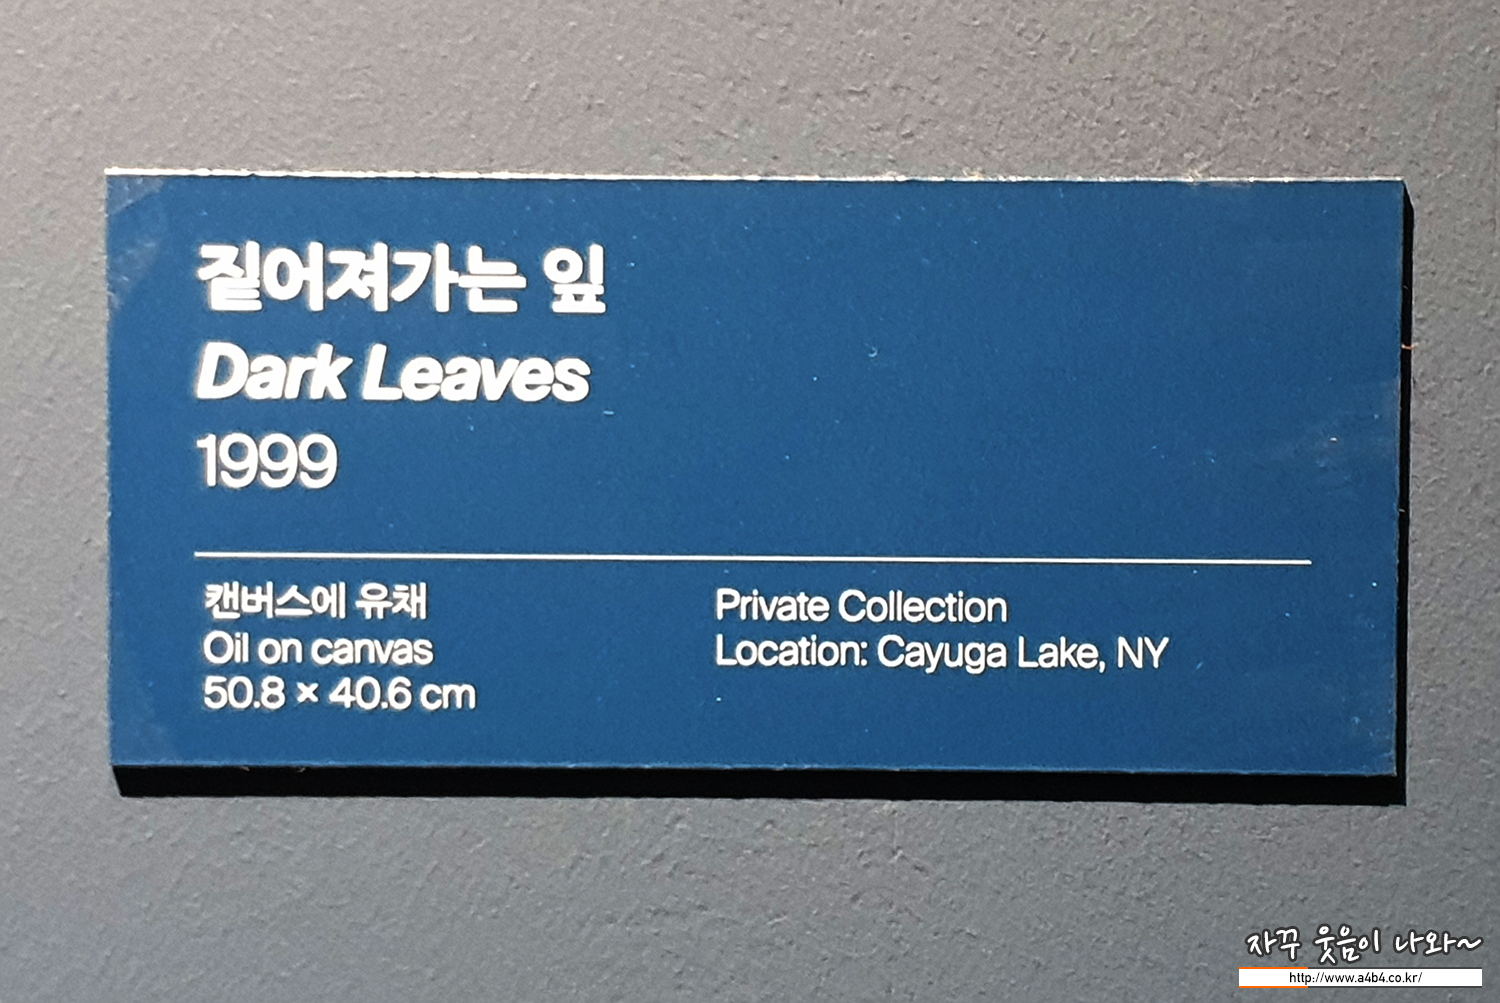 짙어져가는 잎
Dark Leaves
1999
캔버스에 유채
Oil on canvas
50.8 × 40.6 cm
Private Collection
Location: Cayuga Lake, NY
자꾸 웃음이 나와~
http://www.a4b4.co.kr/